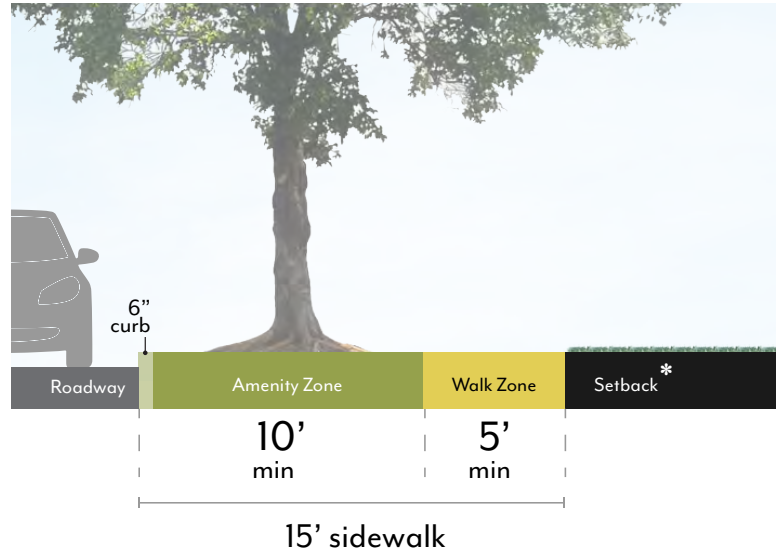 6”
curb
Roadway
Amenity Zone
Walk Zone
Setback*
10’
min
5’
min
15’ sidewalk